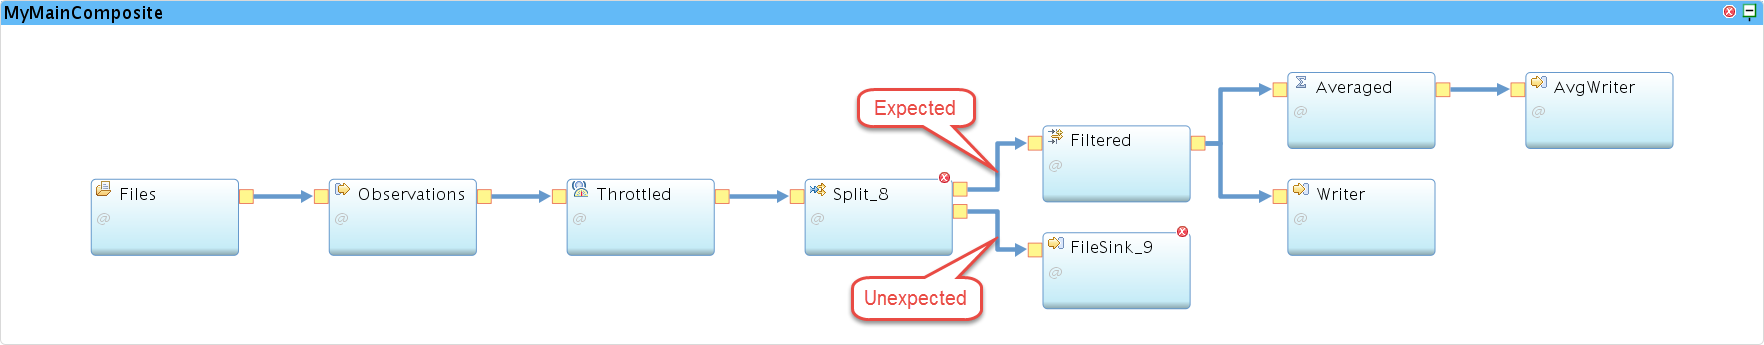 MyMainComposite
Files
@
Observations
@
Throttled
@
Split_8
@
Expected
Unexpected
Filtered
@
FileSink_9
@
Averaged
@
Writer
@
AvgWriter
@